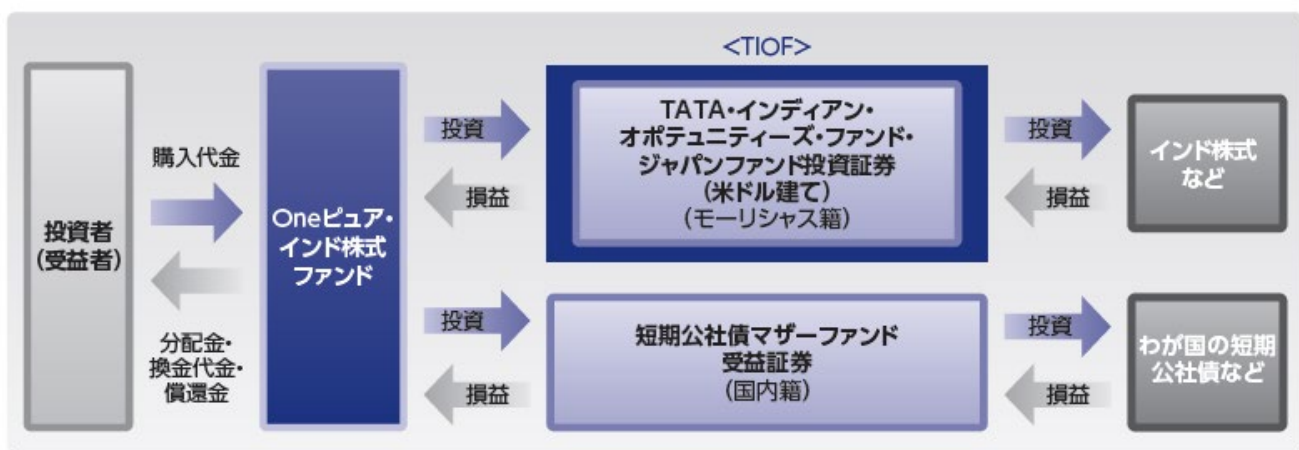 <TIOF>
投資者
(受益者)
購入代金
分配金・
換金代金・
償還金
Oneピュア・
インド株式
ファンド
投資
損益
TATA・インディアン・
オポテュニティーズ・ファンド・
ジャパンファンド投資証券
(米ドル建て)
(モーリシャス籍)
投資
損益
インド株式
など
投資
損益
短期公社債マザーファンド
受益証券
(国内籍)
投資
損益
わが国の短期
公社債など